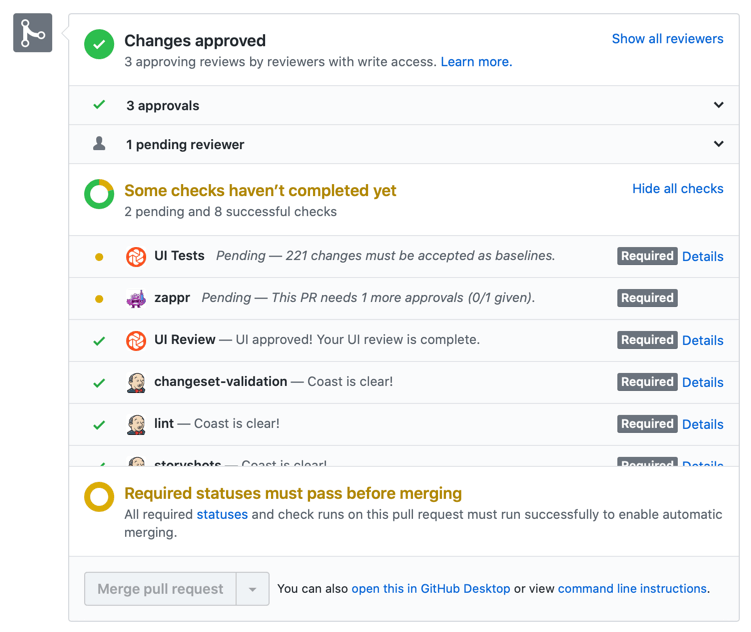 Changes approved
Show all reviewers
3 approving reviews by reviewers with write access. Learn more.
3 approvals
1 pending reviewer
Some checks haven’t completed yet
Hide all checks
2 pending and 8 successful checks
UI Tests Pending — 221 changes must be accepted as baselines. Required Details
zappr Pending — This PR needs 1 more approvals (0/1 given). Required
UI Review — UI approved! Your UI review is complete. Required Details
changeset-validation — Coast is clear! Required Details
lint — Coast is clear! Required Details
storyshots — Coast is clear! Required Details
Required statuses must pass before merging
All required statuses and check runs on this pull request must run successfully to enable automatic
merging.
Merge pull request You can also open this in GitHub Desktop or view command line instructions.